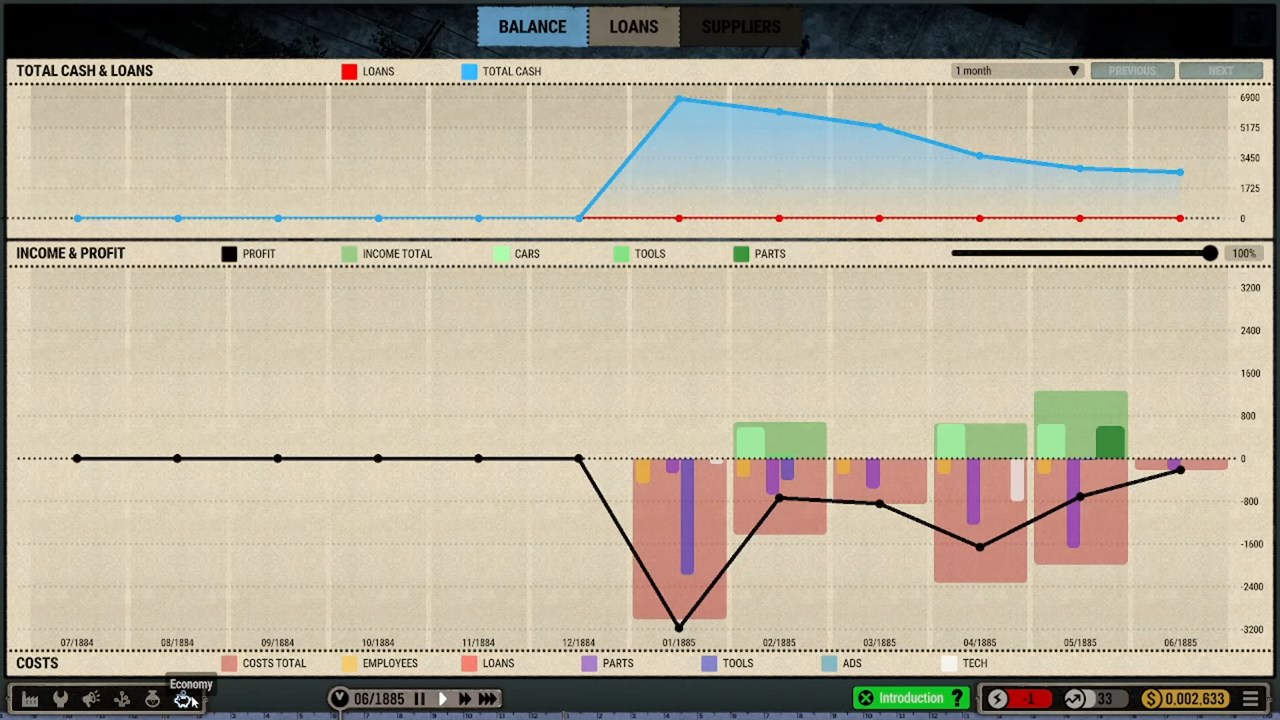 BALANCE LOANS SUPPLIERS
TOTAL CASH & LOANS LOANS TOTAL CASH 1 month PREVIOUS NEXT
6900
5175
3450
1725
0
INCOME & PROFIT PROFIT INCOME TOTAL CARS TOOLS PARTS 100%
3200
2400
1600
800
0
-800
-1600
-2400
-3200
07/1884 08/1884 09/1884 10/1884 11/1884 12/1884 01/1885 02/1885 03/1885 04/1885 05/1885 06/1885
COSTS COSTS TOTAL EMPLOYEES LOANS PARTS TOOLS ADS TECH
Economy
06/1885 Introduction ? -1 33 $ 0.002,633